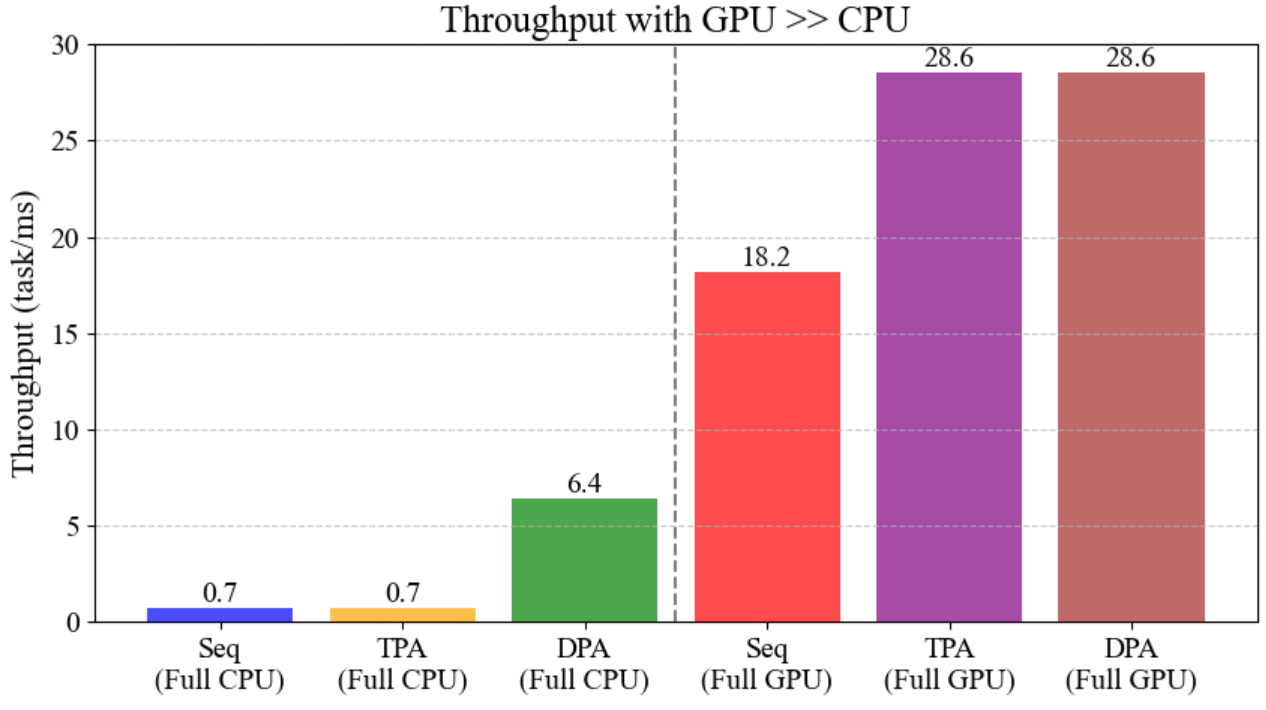 Throughput with GPU >> CPU
Throughput (task/ms)
30
25
20
15
10
5
0
0.7
0.7
6.4
18.2
28.6
28.6
Seq
(Full CPU)
TPA
(Full CPU)
DPA
(Full CPU)
Seq
(Full GPU)
TPA
(Full GPU)
DPA
(Full GPU)